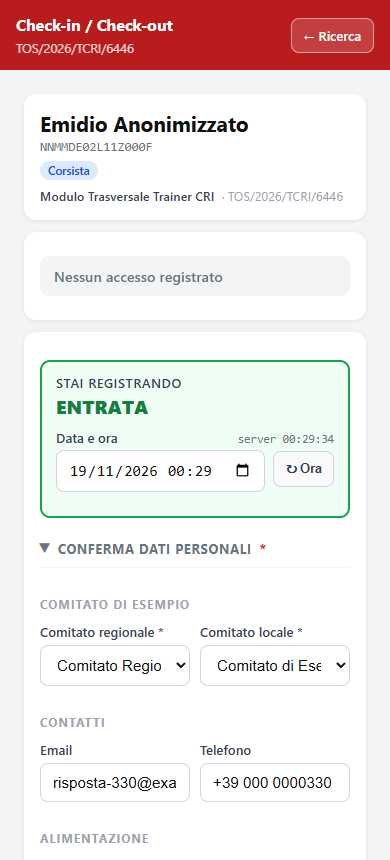 Check-in / Check-out
TOS/2026/TCRI/6446
← Ricerca
Emidio Anonimizzato
NNMMDE02L11Z000F
Corsista
Modulo Trasversale Trainer CRI · TOS/2026/TCRI/6446
Nessun accesso registrato
STAI REGISTRANDO
ENTRATA
Data e ora
server 00:29:34
19/11/2026 00:29
↻ Ora
▼ CONFERMA DATI PERSONALI *
COMITATO DI ESEMPIO
Comitato regionale *
Comitato locale *
Comitato Regio
Comitato di Ese
CONTATTI
Email
Telefono
risposta-330@exa
+39 000 0000330
ALIMENTAZIONE